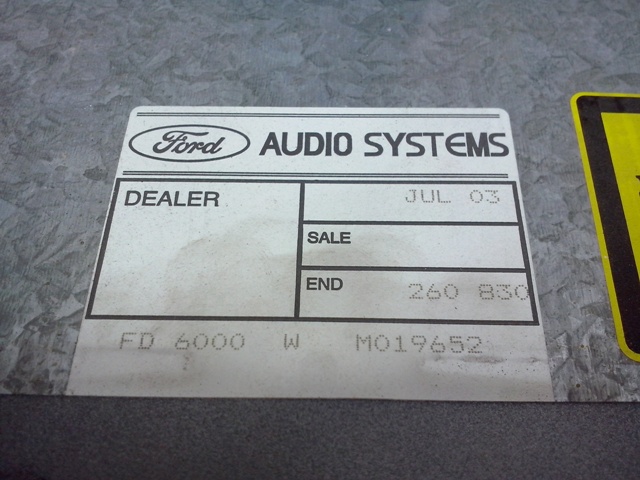 Ford AUDIO SYSTEMS
DEALER
JUL 03
SALE
END 260 830
FD 6000 W M019652